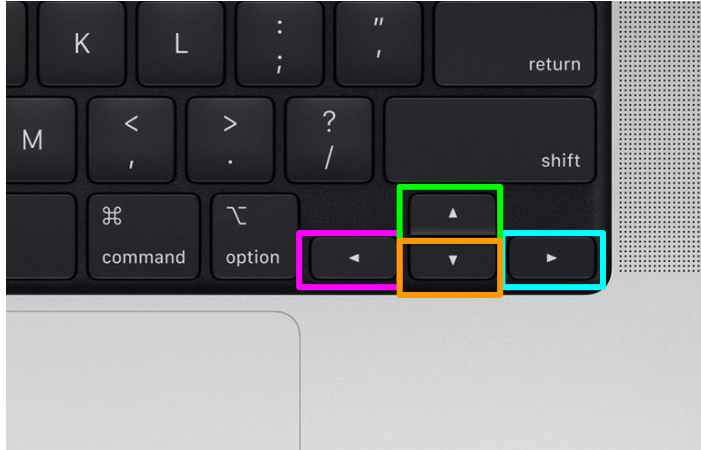 K L : ; " ' return
M < , > . ? / shift
⌘ command ⌥ option ▲
◄ ▼ ►